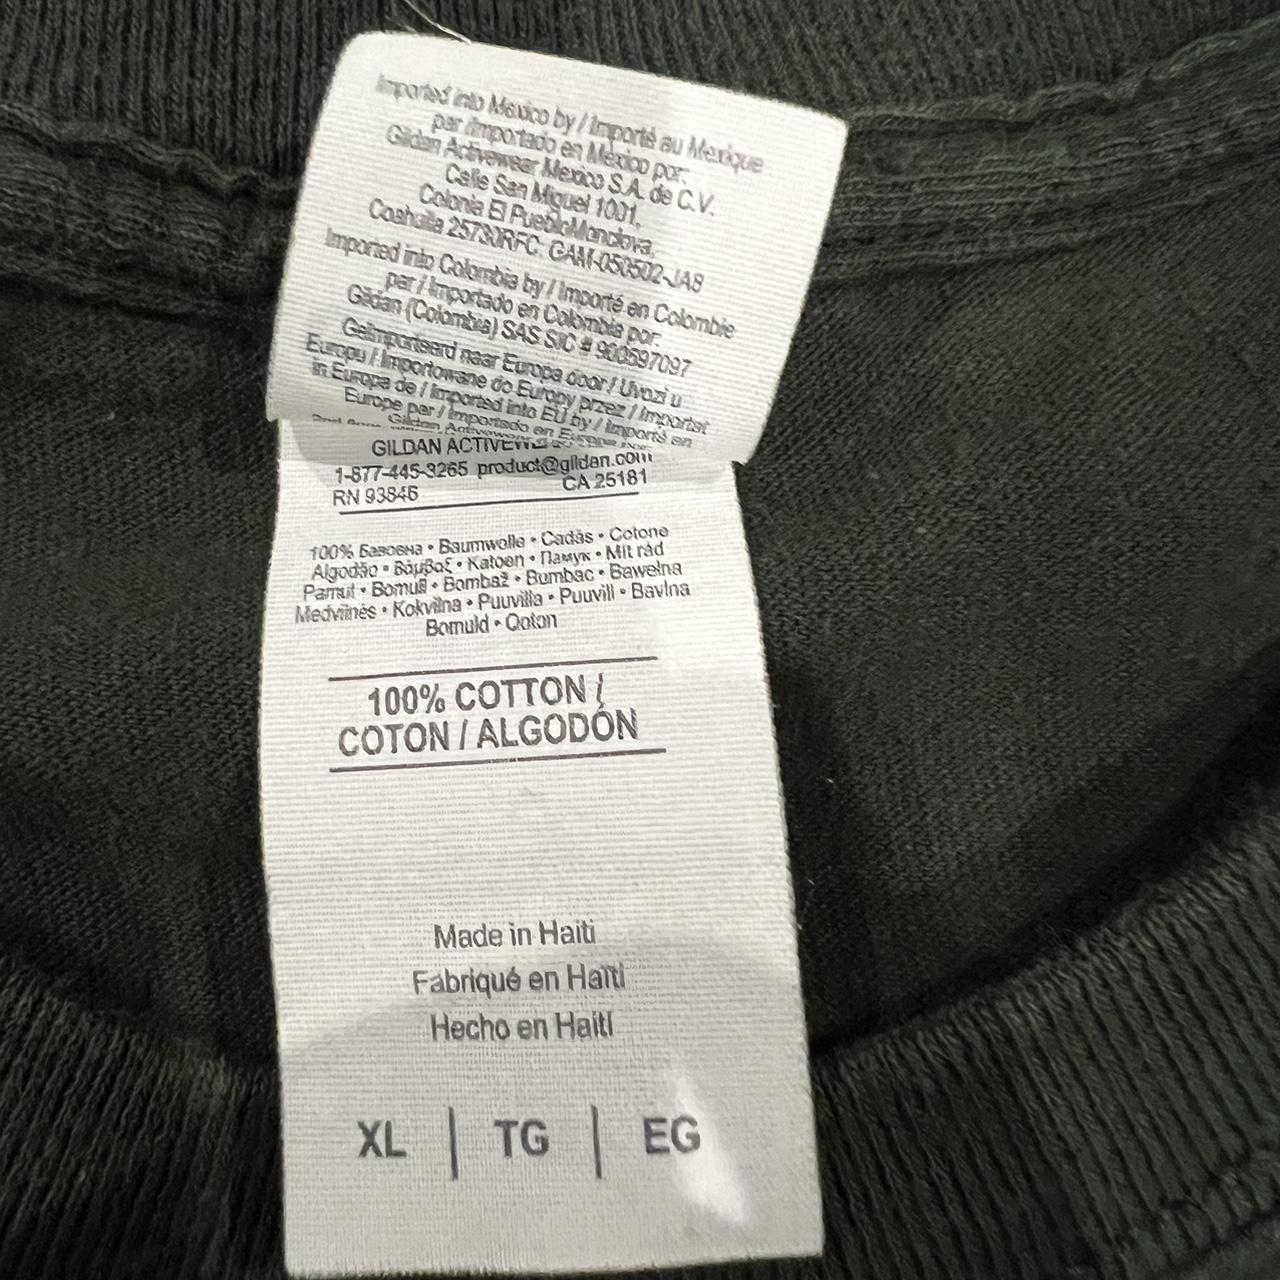 Imported into Mexico by / Importé au Mexique
par / Importado en Mexico por:
Gildan Activewear Mexico S.A. de C.V.
Calle San Miguel 1001,
Colonia El PuebloMonclova,
Coahuila 25730RFC: GAM-050502-JA8
Imported into Colombia by / Importé en Colombie
par / Importado en Colombia por:
Gildan (Colombia) SAS SIC # 900597097
Geïmporteerd naar Europa door / Uvozi u
Europu / Importowane do Europy przez / Importat
în Europa de / Imported into EU by / Importé en
Europe par / Importado en Europa por:
GILDAN
1-877-445-3265 product@gildan.com
RN 93846 CA 25181
100% Бавовна • Baumwolle • Cadás • Cotone
Algodão • Βάμβαξ • Katoen • Памук • Mit rád
Pamut • Bomull • Bombaž • Bumbac • Bawełna
Medvilnės • Kokvilna • Puuvilla • Puuvill • Bavlna
Bomuld • Qoton
100% COTTON /
COTON / ALGODÓN
Made in Haiti
Fabriqué en Haïti
Hecho en Haití
XL | TG | EG